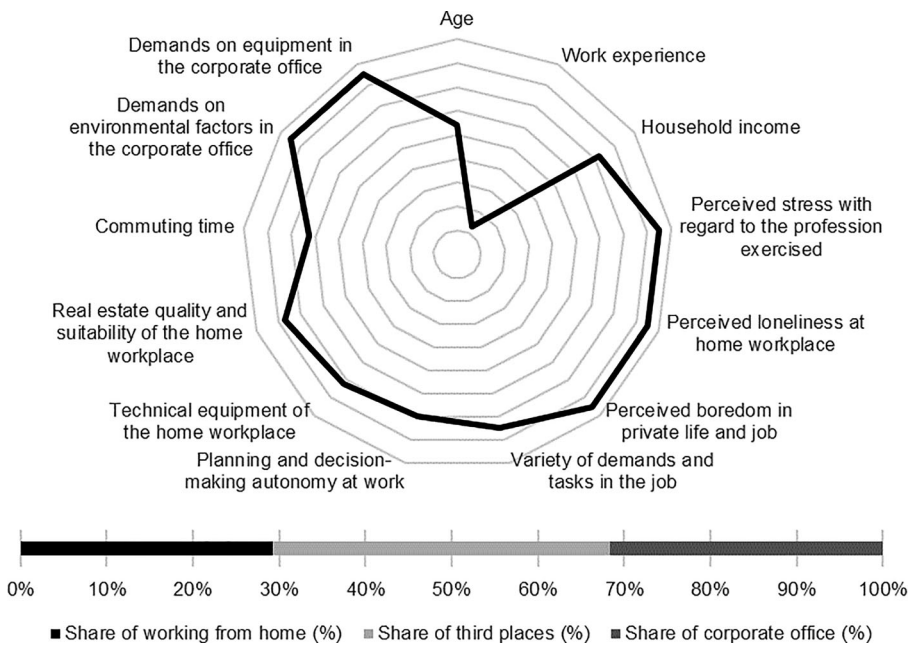 Age
Work experience
Household income
Perceived stress with
regard to the profession
exercised
Perceived loneliness at
home workplace
Perceived boredom in
private life and job
Variety of demands and
tasks in the job
Planning and decision-
making autonomy at work
Technical equipment of
the home workplace
Real estate quality and
suitability of the home
workplace
Commuting time
Demands on
environmental factors in
the corporate office
Demands on equipment in
the corporate office
0% 10% 20% 30% 40% 50% 60% 70% 80% 90% 100%
Share of working from home (%) Share of third places (%) Share of corporate office (%)